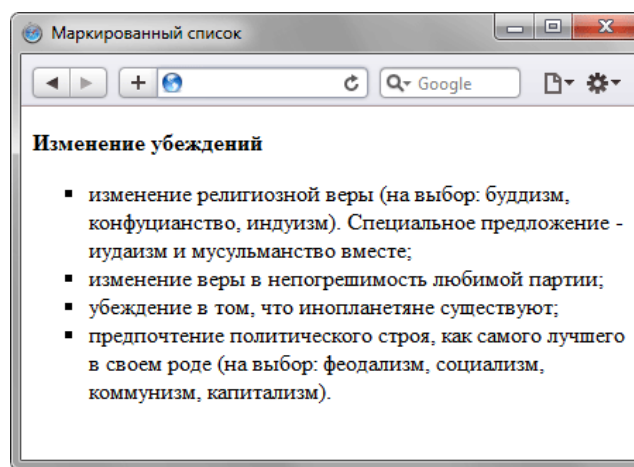 Маркированный список
Google
Изменение убеждений
изменение религиозной веры (на выбор: буддизм,
конфуцианство, индуизм). Специальное предложение -
иудаизм и мусульманство вместе;
изменение веры в непогрешимость любимой партии;
убеждение в том, что инопланетяне существуют;
предпочтение политического строя, как самого лучшего
в своем роде (на выбор: феодализм, социализм,
коммунизм, капитализм).